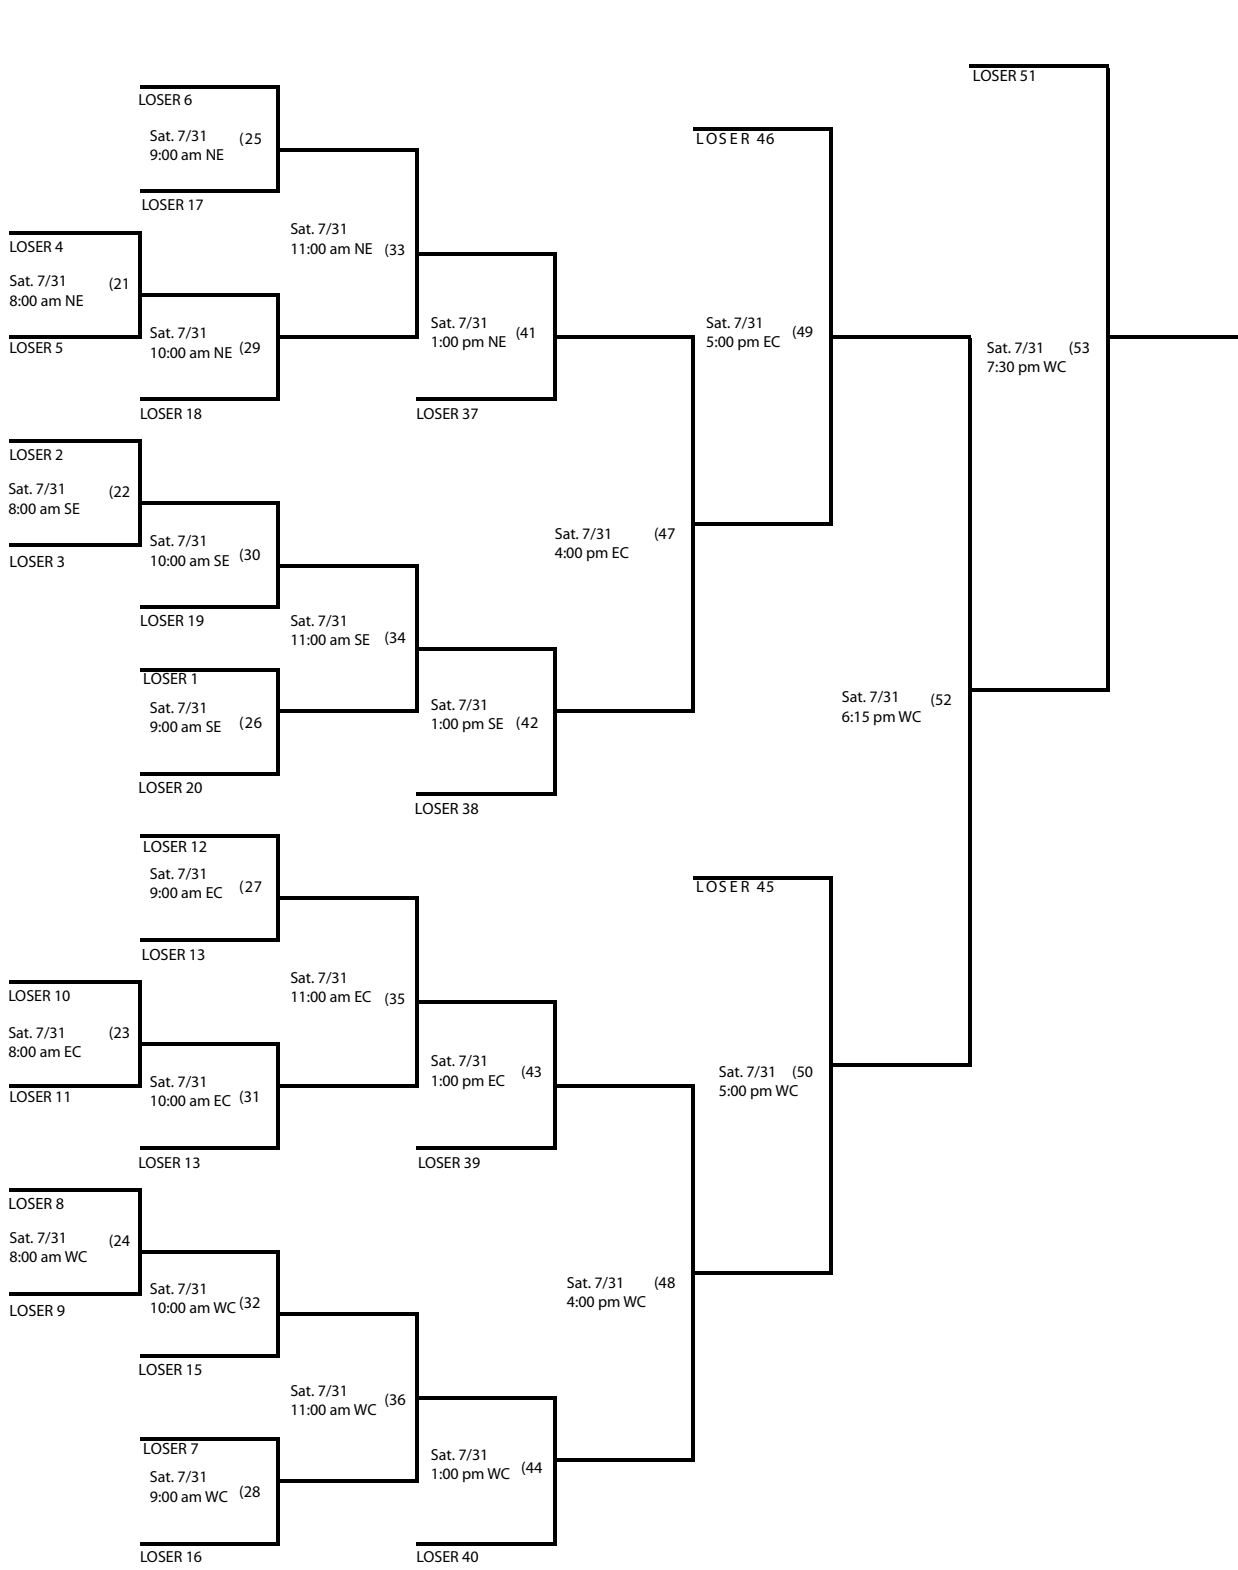 LOSER 51
LOSER 6
Sat. 7/31 (25
9:00 am NE
LOSER 17
LOSER 46
LOSER 4
Sat. 7/31 (21
8:00 am NE
LOSER 5
Sat. 7/31
11:00 am NE (33
Sat. 7/31
10:00 am NE (29
LOSER 18
Sat. 7/31
1:00 pm NE (41
LOSER 37
Sat. 7/31
5:00 pm EC (49
Sat. 7/31 (53
7:30 pm WC
LOSER 2
Sat. 7/31 (22
8:00 am SE
LOSER 3
Sat. 7/31
10:00 am SE (30
LOSER 19
Sat. 7/31 (47
4:00 pm EC
Sat. 7/31
11:00 am SE (34
LOSER 1
Sat. 7/31
9:00 am SE (26
LOSER 20
Sat. 7/31
1:00 pm SE (42
LOSER 38
Sat. 7/31 (52
6:15 pm WC
LOSER 12
Sat. 7/31
9:00 am EC (27
LOSER 13
LOSER 45
LOSER 10
Sat. 7/31 (23
8:00 am EC
LOSER 11
Sat. 7/31
11:00 am EC (35
Sat. 7/31
10:00 am EC (31
LOSER 13
Sat. 7/31
1:00 pm EC (43
LOSER 39
Sat. 7/31 (50
5:00 pm WC
LOSER 8
Sat. 7/31 (24
8:00 am WC
LOSER 9
Sat. 7/31
10:00 am WC (32
LOSER 15
Sat. 7/31 (48
4:00 pm WC
Sat. 7/31
11:00 am WC (36
LOSER 7
Sat. 7/31
9:00 am WC (28
LOSER 16
Sat. 7/31
1:00 pm WC (44
LOSER 40